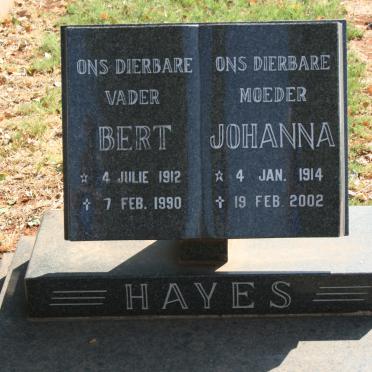 ONS DIERBARE
VADER
BERT
☆ 4 JULIE 1912
✝ 7 FEB. 1990
ONS DIERBARE
MOEDER
JOHANNA
☆ 4 JAN. 1914
✝ 19 FEB. 2002
HAYES